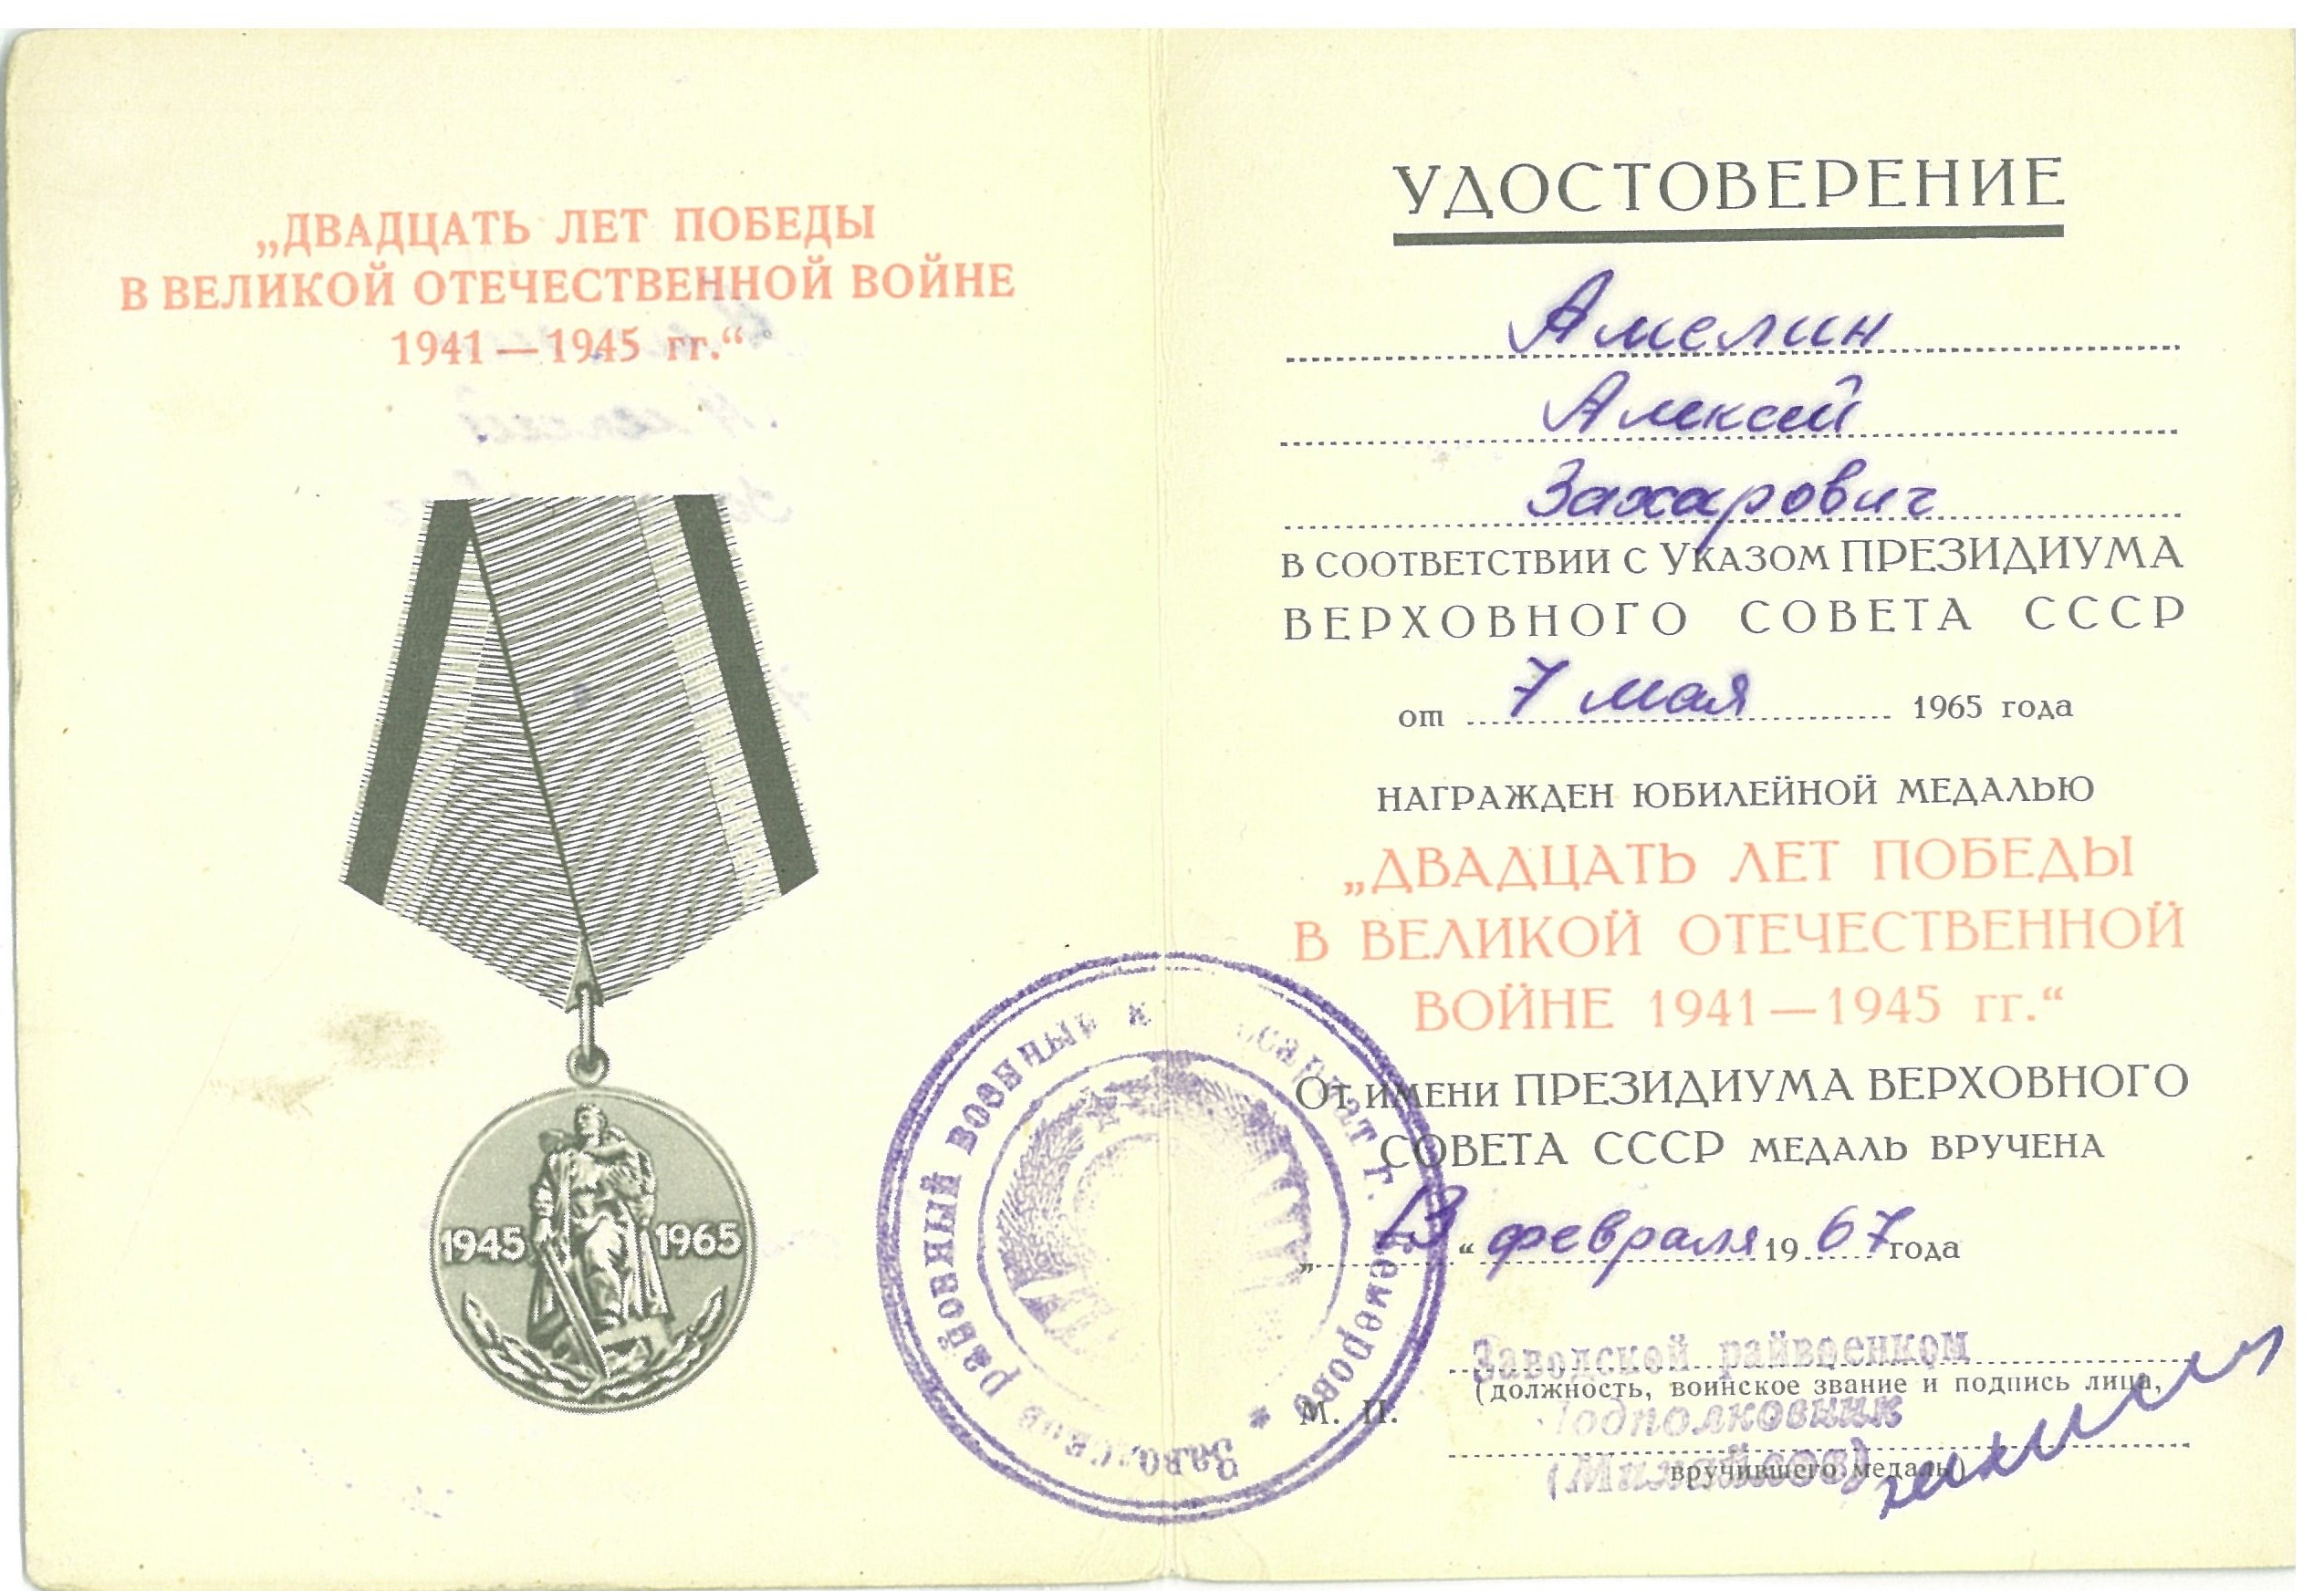 „ДВАДЦАТЬ ЛЕТ ПОБЕДЫ
В ВЕЛИКОЙ ОТЕЧЕСТВЕННОЙ ВОЙНЕ
1941—1945 гг.“
1945 1965
УДОСТОВЕРЕНИЕ
Амелин
Алексей
Захарович
В СООТВЕТСТВИИ С УКАЗОМ ПРЕЗИДИУМА
ВЕРХОВНОГО СОВЕТА СССР
от 7 мая 1965 года
НАГРАЖДЕН ЮБИЛЕЙНОЙ МЕДАЛЬЮ
„ДВАДЦАТЬ ЛЕТ ПОБЕДЫ
В ВЕЛИКОЙ ОТЕЧЕСТВЕННОЙ
ВОЙНЕ 1941—1945 гг.“
ОТ ИМЕНИ ПРЕЗИДИУМА ВЕРХОВНОГО
СОВЕТА СССР МЕДАЛЬ ВРУЧЕНА
„ “ февраля 1967 года
Заводской райвоенком
(должность, воинское звание и подпись лица,
М. П.
Подполковник
вручившего медаль)
(Михайлов)
районный военный